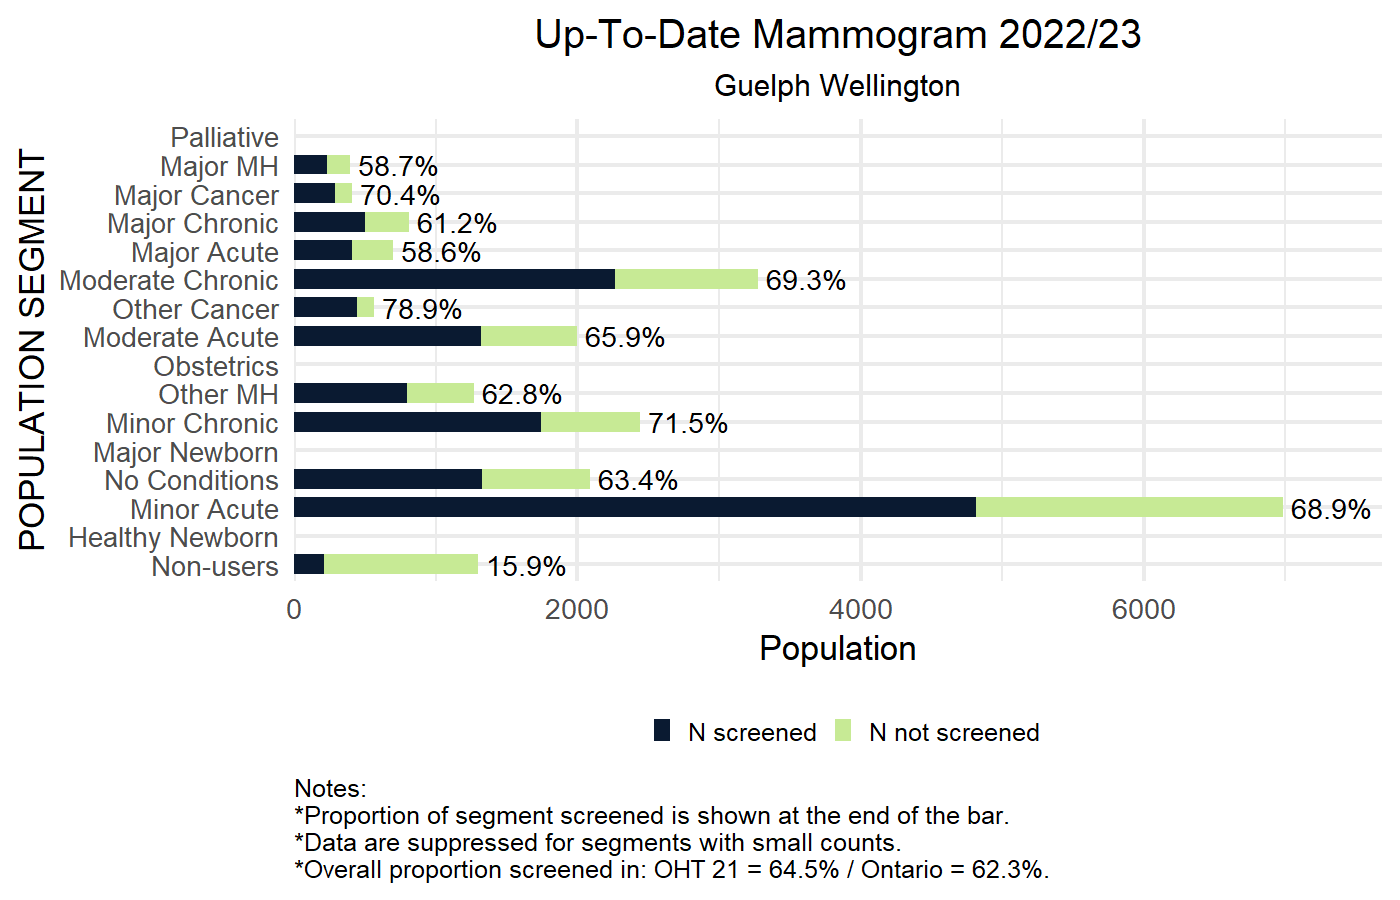 Up-To-Date Mammogram 2022/23
Guelph Wellington
POPULATION SEGMENT
Palliative
Major MH 58.7%
Major Cancer 70.4%
Major Chronic 61.2%
Major Acute 58.6%
Moderate Chronic 69.3%
Other Cancer 78.9%
Moderate Acute 65.9%
Obstetrics
Other MH 62.8%
Minor Chronic 71.5%
Major Newborn
No Conditions 63.4%
Minor Acute 68.9%
Healthy Newborn
Non-users 15.9%
0 2000 4000 6000
Population
N screened N not screened
Notes:
*Proportion of segment screened is shown at the end of the bar.
*Data are suppressed for segments with small counts.
*Overall proportion screened in: OHT 21 = 64.5% / Ontario = 62.3%.